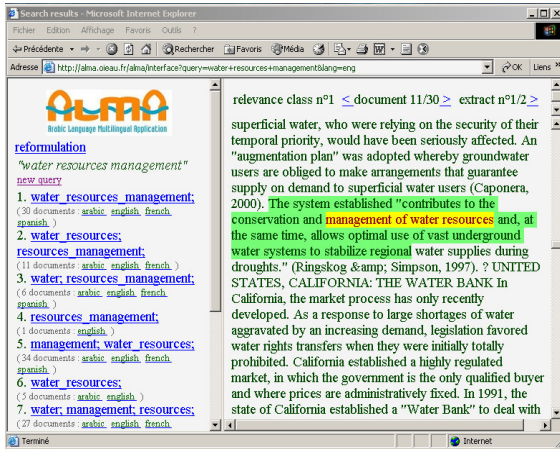 Search results - Microsoft Internet Explorer
Fichier Edition Affichage Favoris Outils ?
Précédente Rechercher Favoris Média
Adresse http://alma.oieau.fr/alma/interface?query=water+resources+management&lang=eng OK Liens »
ALMA
Arabic Language Multilingual Application
reformulation
"water resources management"
new query
1. water_resources_management;
(30 documents : arabic english french spanish )
2. water_resources;
resources_management;
(11 documents : arabic english french )
3. water; resources_management;
(6 documents : arabic english french spanish )
4. resources_management;
(1 documents : english )
5. management; water_resources;
(34 documents : arabic english french spanish )
6. water_resources;
(5 documents : arabic english )
7. water; management; resources;
(27 documents : arabic english french
relevance class n°1 < document 11/30 > extract n°1/2 >
superficial water, who were relying on the security of their
temporal priority, would have been seriously affected. An
"augmentation plan" was adopted whereby groundwater
users are obliged to make arrangements that guarantee
supply on demand to superficial water users (Caponera,
2000). The system established "contributes to the
conservation and management of water resources and, at
the same time, allows optimal use of vast underground
water systems to stabilize regional water supplies during
droughts." (Ringskog &amp; Simpson, 1997). ? UNITED
STATES, CALIFORNIA: THE WATER BANK In
California, the market process has only recently
developed. As a response to large shortages of water
aggravated by an increasing demand, legislation favored
water rights transfers when they were initially totally
prohibited. California established a highly regulated
market, in which the government is the only qualified buyer
and where prices are administratively fixed. In 1991, the
state of California established a "Water Bank" to deal with
Terminé Internet